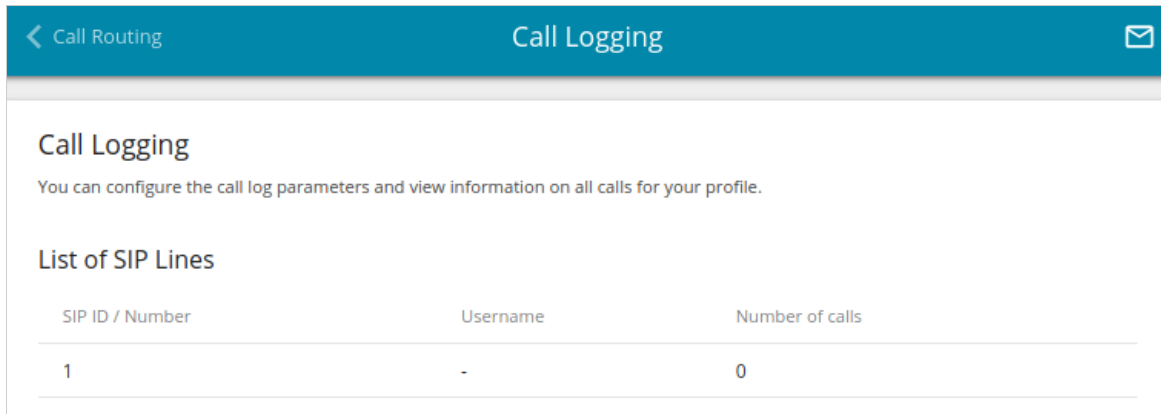 Call Routing
Call Logging
Call Logging
You can configure the call log parameters and view information on all calls for your profile.
List of SIP Lines
SIP ID / Number Username Number of calls
1 - 0